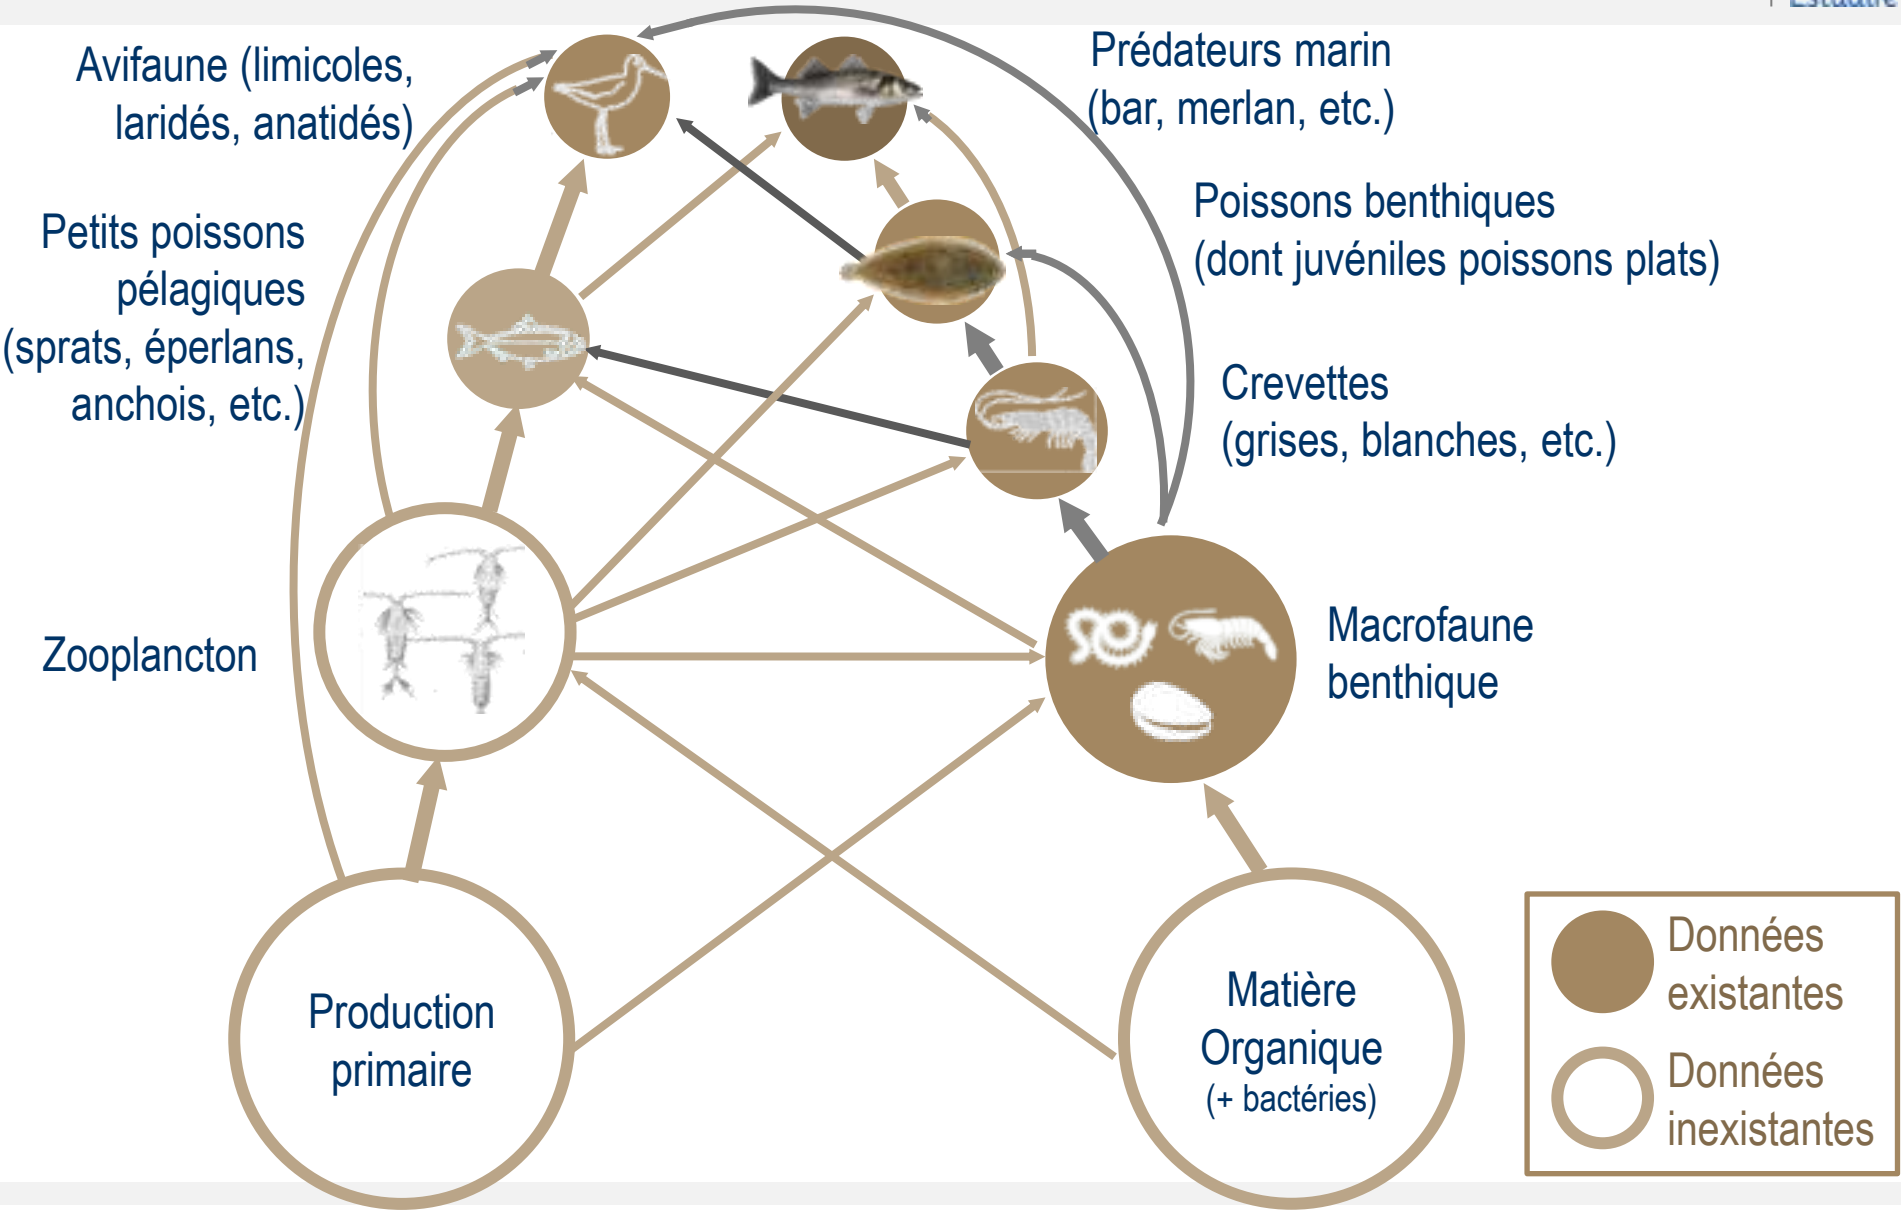 Avifaune (limicoles,
laridés, anatidés)
Prédateurs marin
(bar, merlan, etc.)
Petits poissons
pélagiques
(sprats, éperlans,
anchois, etc.)
Poissons benthiques
(dont juvéniles poissons plats)
Crevettes
(grises, blanches, etc.)
Zooplancton
Macrofaune
benthique
Production
primaire
Matière
Organique
(+ bactéries)
Données
existantes
Données
inexistantes